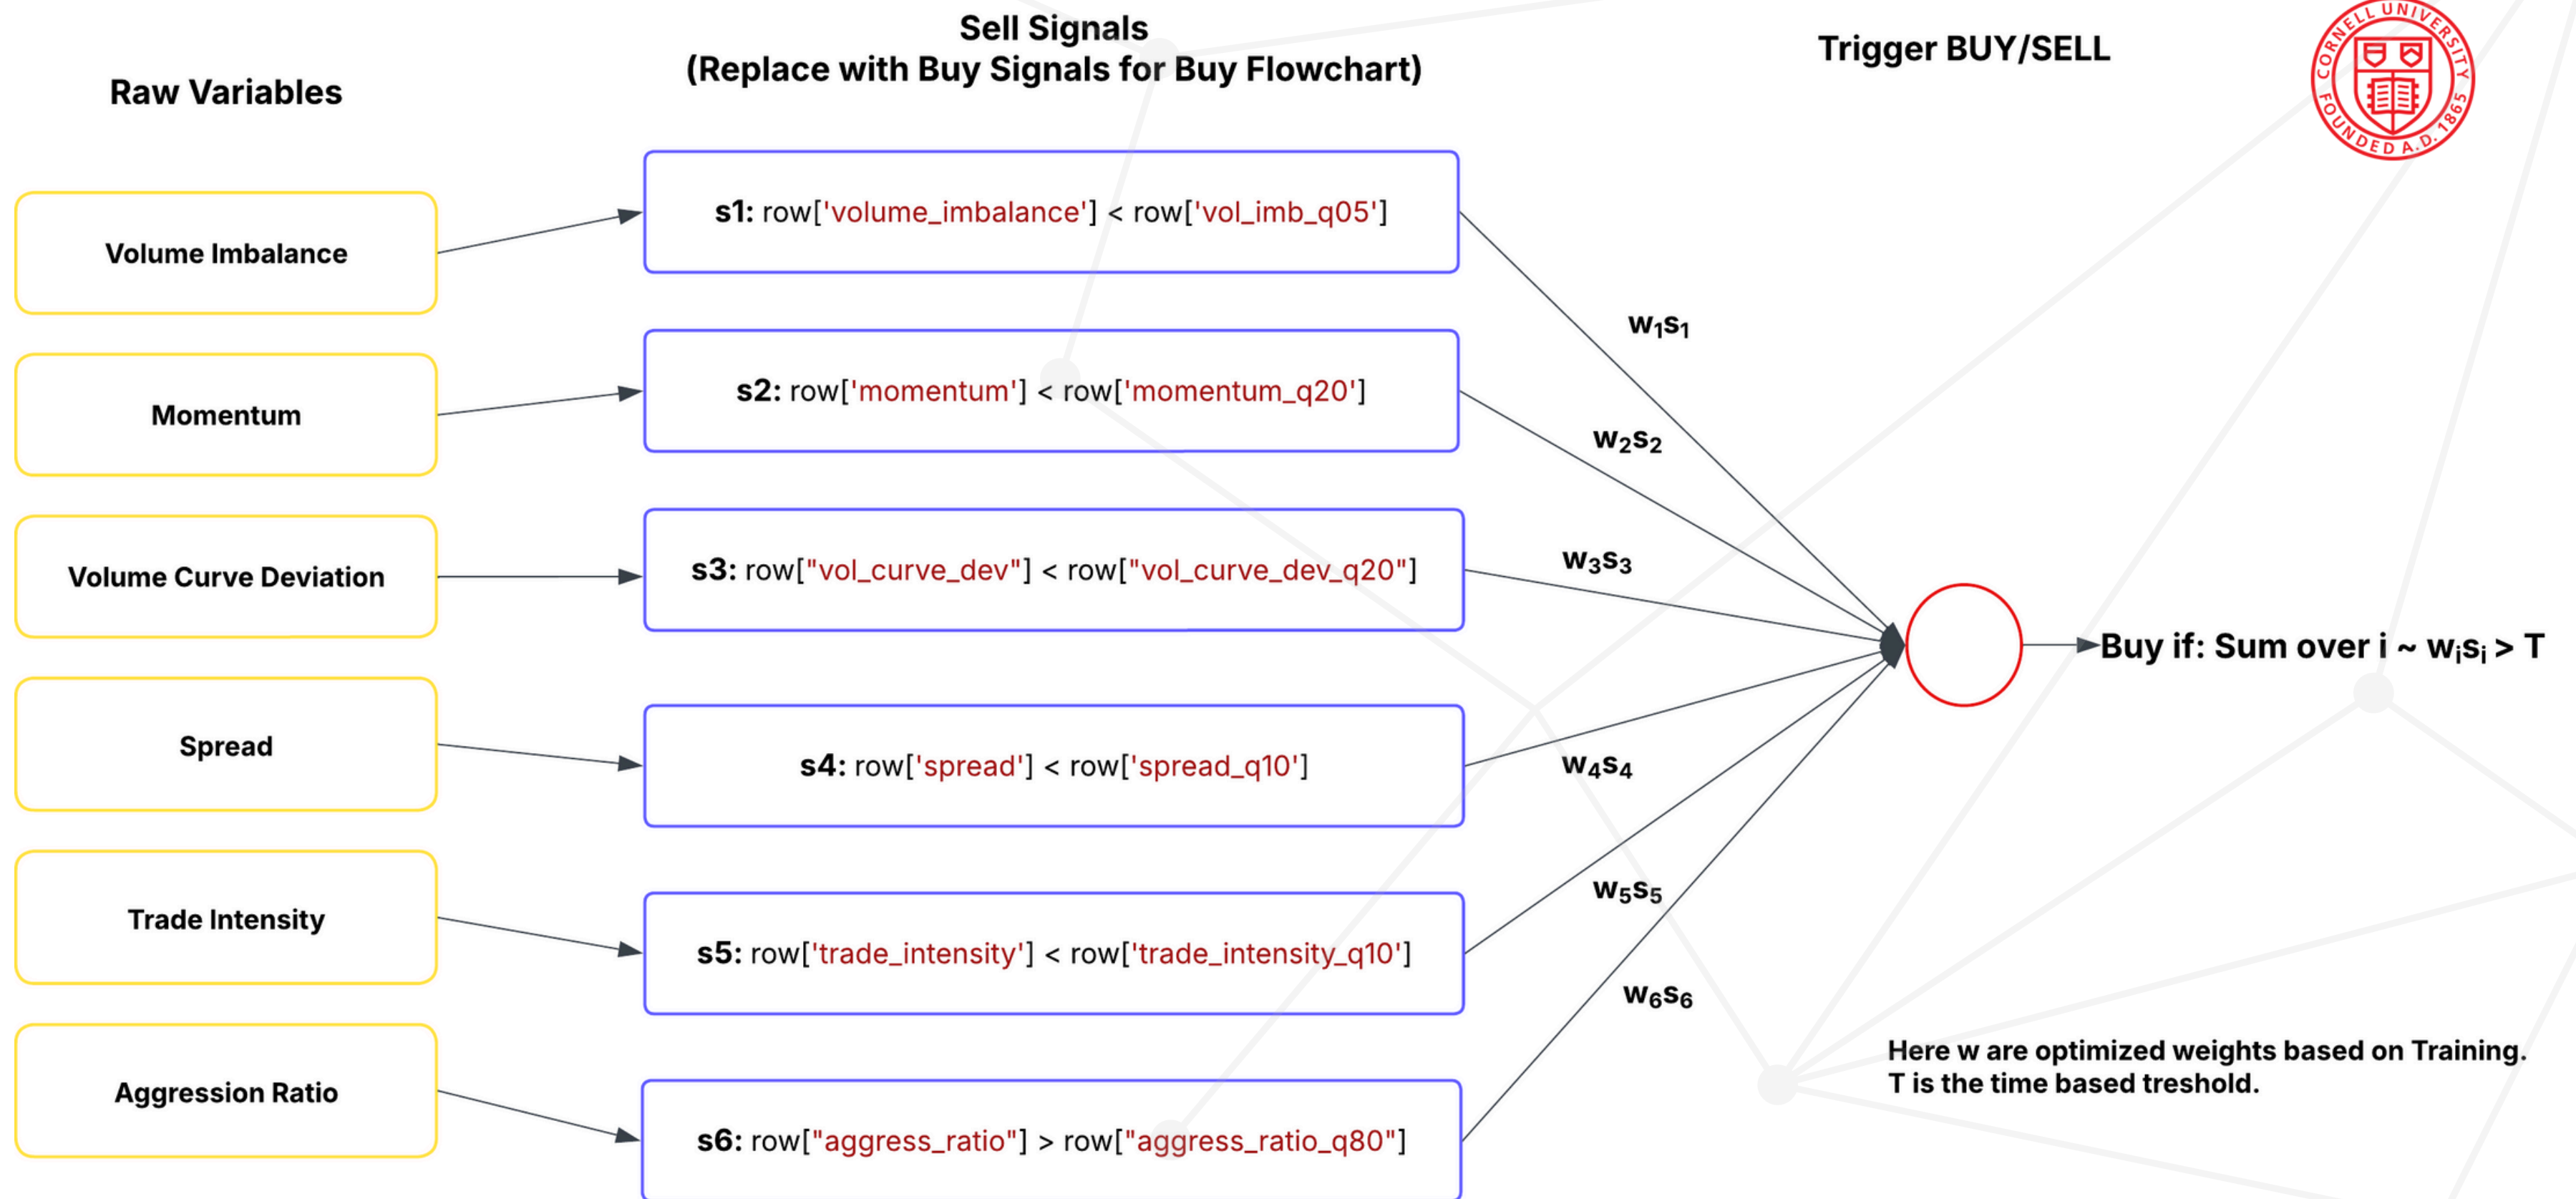 Sell Signals
(Replace with Buy Signals for Buy Flowchart)
Trigger BUY/SELL
CORNELL UNIVERSITY
FOUNDED A.D. 1865
Raw Variables
Volume Imbalance
s1: row['volume_imbalance'] < row['vol_imb_q05']
w₁s₁
Momentum
s2: row['momentum'] < row['momentum_q20']
w₂s₂
Volume Curve Deviation
s3: row["vol_curve_dev"] < row["vol_curve_dev_q20"]
w₃s₃
Buy if: Sum over i ~ wᵢsᵢ > T
Spread
s4: row['spread'] < row['spread_q10']
w₄s₄
Trade Intensity
s5: row['trade_intensity'] < row['trade_intensity_q10']
w₅s₅
Aggression Ratio
s6: row["aggress_ratio"] > row["aggress_ratio_q80"]
w₆s₆
Here w are optimized weights based on Training.
T is the time based treshold.